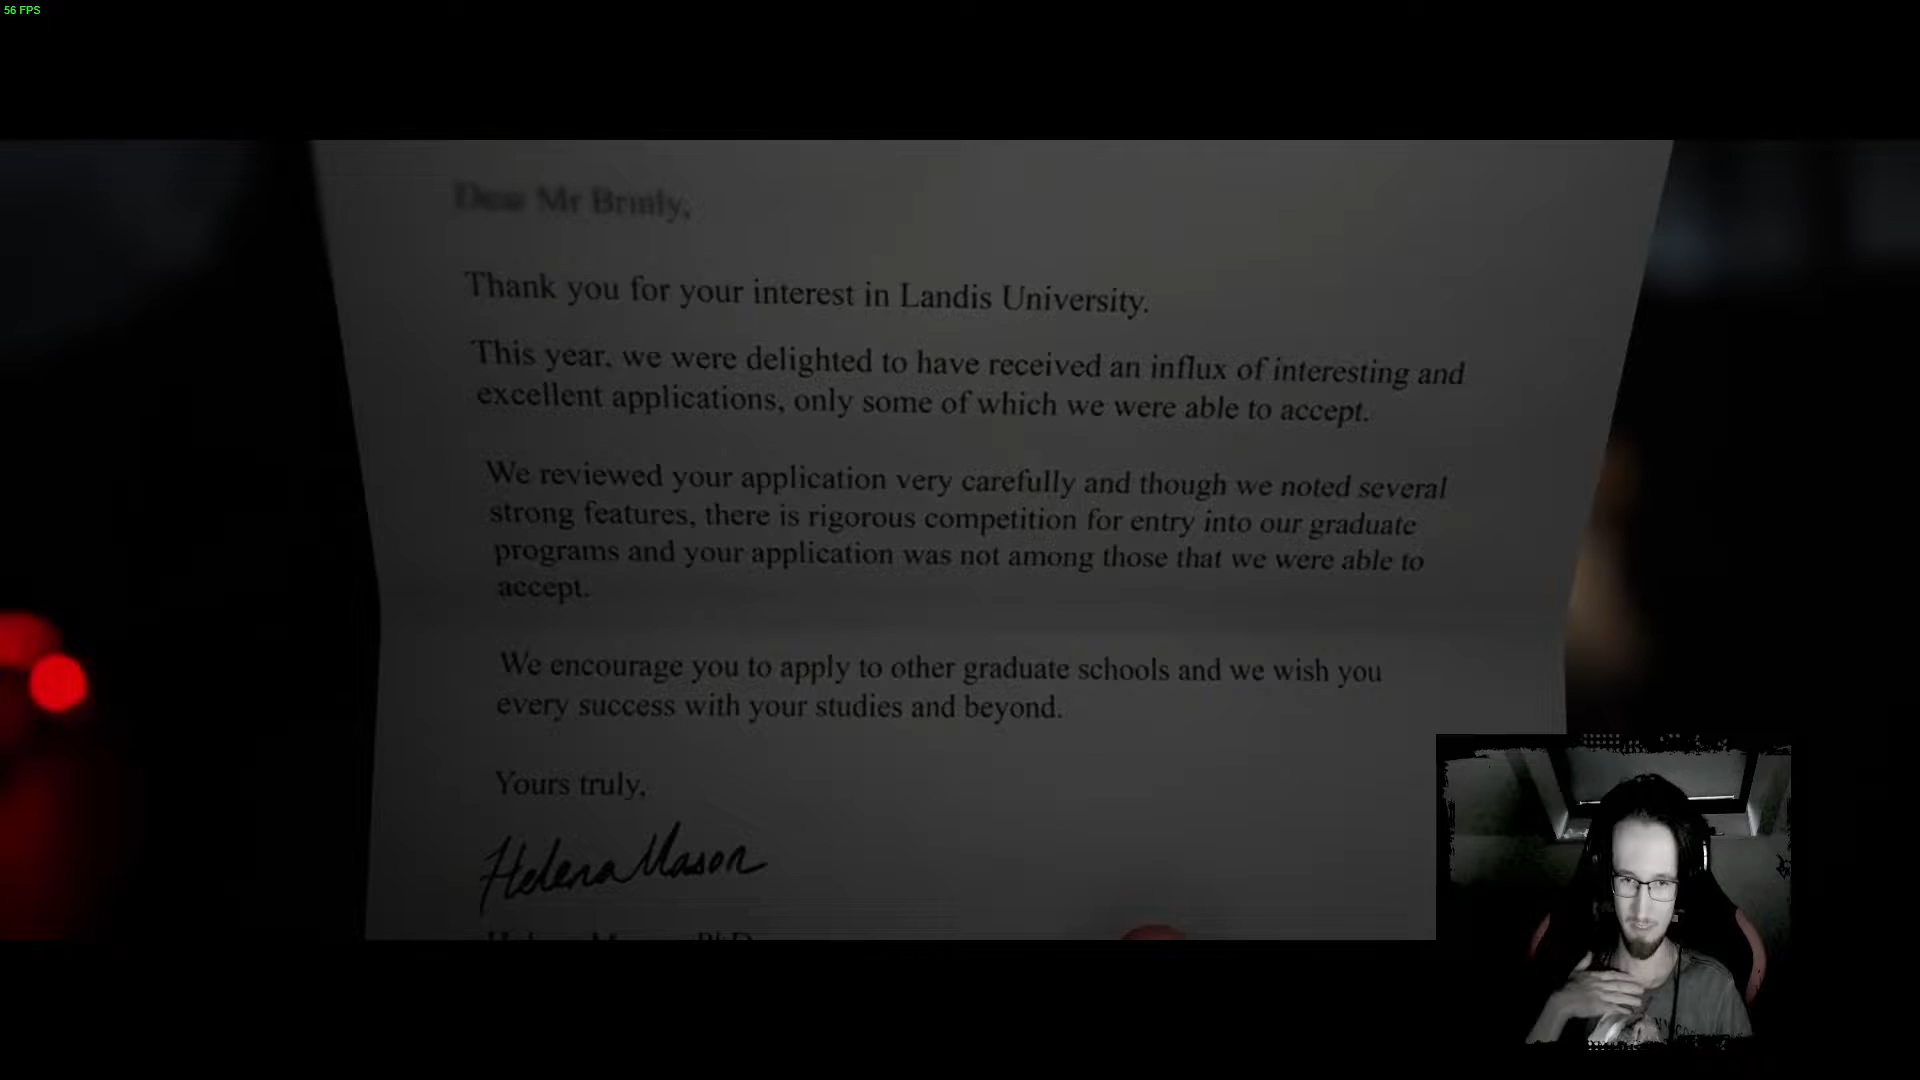 56 FPS
Dear Mr Brinly,
Thank you for your interest in Landis University.
This year, we were delighted to have received an influx of interesting and
excellent applications, only some of which we were able to accept.
We reviewed your application very carefully and though we noted several
strong features, there is rigorous competition for entry into our graduate
programs and your application was not among those that we were able to
accept.
We encourage you to apply to other graduate schools and we wish you
every success with your studies and beyond.
Yours truly,
Helena Mason